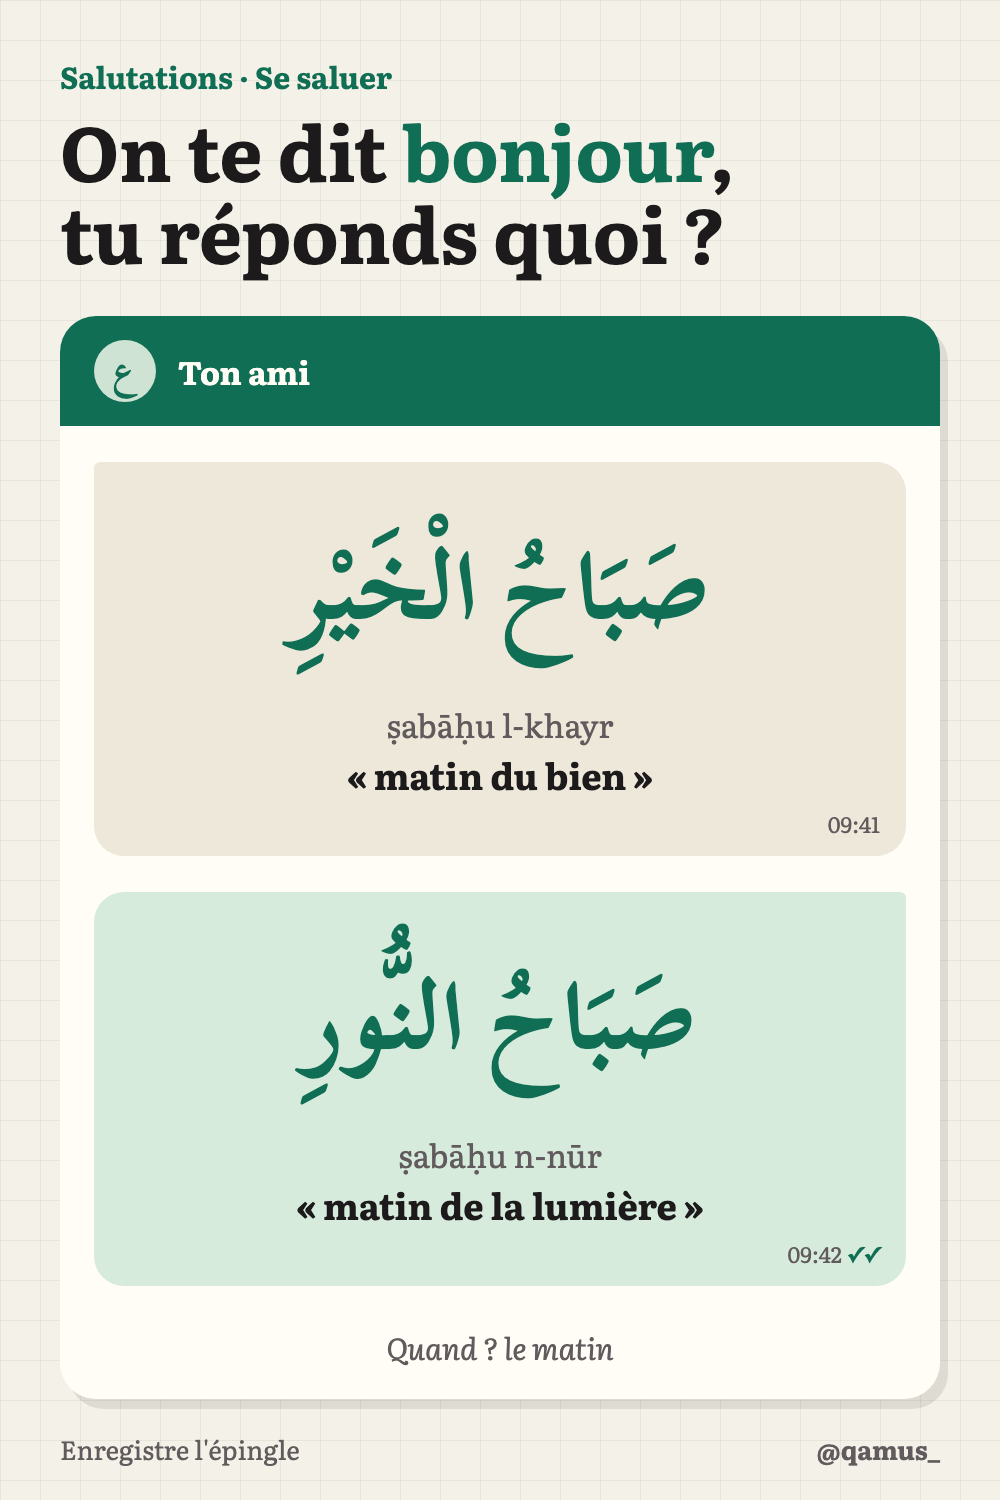 Salutations · Se saluer
On te dit bonjour,
tu réponds quoi ?
ع
Ton ami
صَبَاحُ الْخَيْرِ
ṣabāḥu l-khayr
« matin du bien »
09:41
صَبَاحُ النُّورِ
ṣabāḥu n-nūr
« matin de la lumière »
09:42 ✓✓
Quand ? le matin
Enregistre l'épingle
@qamus_